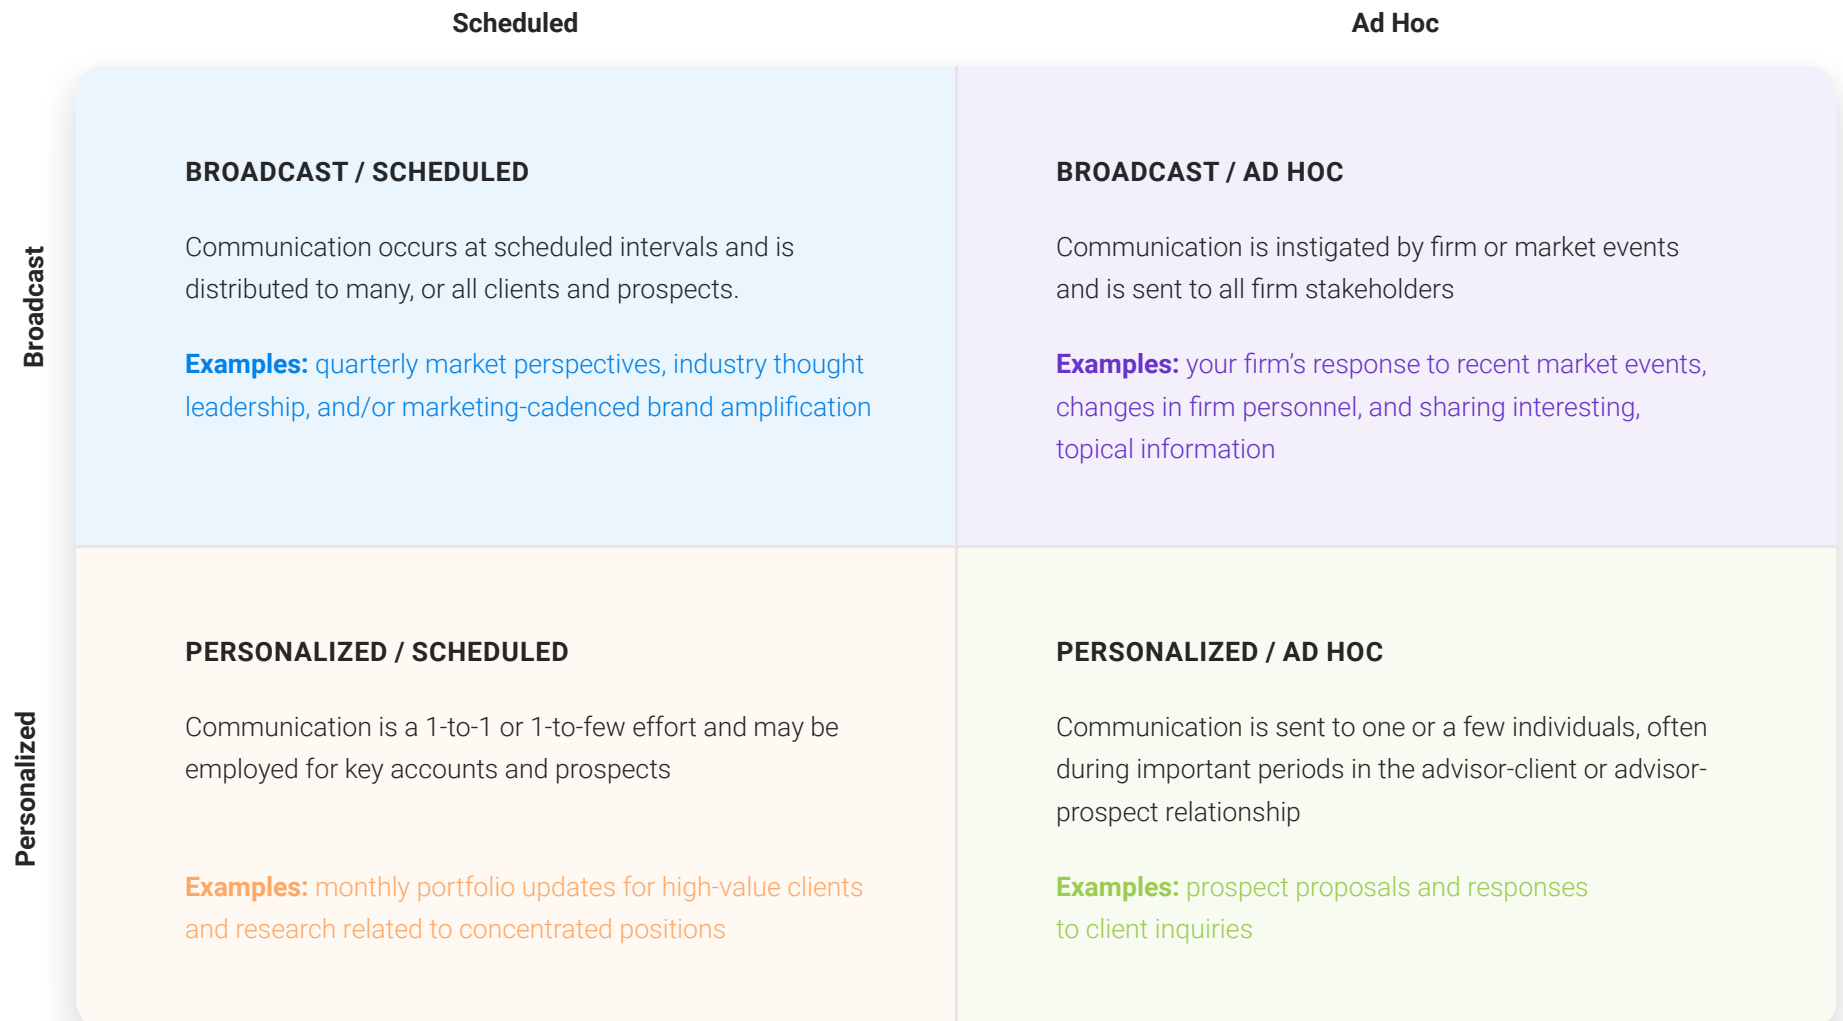 Scheduled
Ad Hoc
Broadcast
BROADCAST / SCHEDULED
Communication occurs at scheduled intervals and is
distributed to many, or all clients and prospects.
Examples: quarterly market perspectives, industry thought
leadership, and/or marketing-cadenced brand amplification
BROADCAST / AD HOC
Communication is instigated by firm or market events
and is sent to all firm stakeholders
Examples: your firm’s response to recent market events,
changes in firm personnel, and sharing interesting,
topical information
Personalized
PERSONALIZED / SCHEDULED
Communication is a 1-to-1 or 1-to-few effort and may be
employed for key accounts and prospects
Examples: monthly portfolio updates for high-value clients
and research related to concentrated positions
PERSONALIZED / AD HOC
Communication is sent to one or a few individuals, often
during important periods in the advisor-client or advisor-
prospect relationship
Examples: prospect proposals and responses
to client inquiries